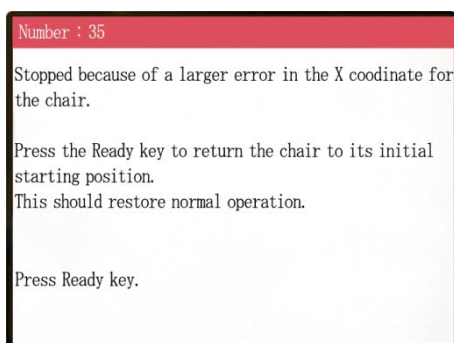 Number : 35
Stopped because of a larger error in the X coodinate for
the chair.
Press the Ready key to return the chair to its initial
starting position.
This should restore normal operation.
Press Ready key.